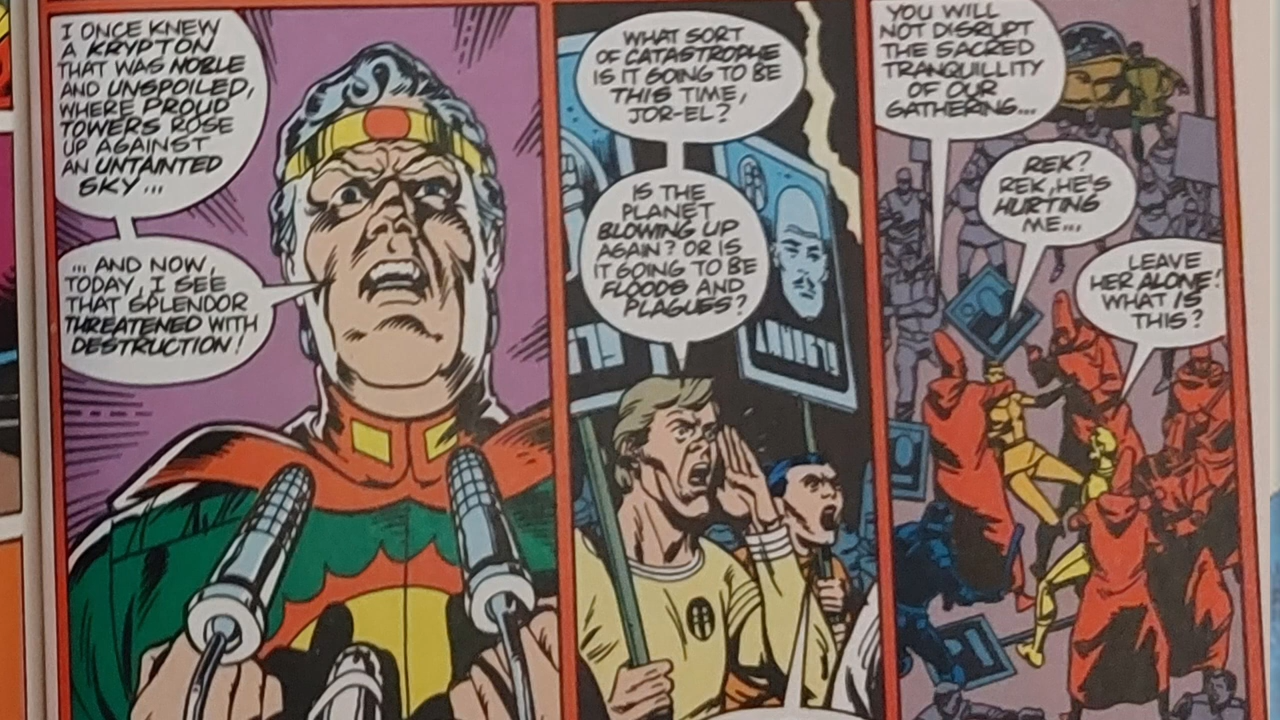 I ONCE KNEW
A KRYPTON
THAT WAS NOBLE
AND UNSPOILED,
WHERE PROUD
TOWERS ROSE
UP AGAINST
AN UNTAINTED
SKY...
... AND NOW,
TODAY, I SEE
THAT SPLENDOR
THREATENED WITH
DESTRUCTION!
WHAT SORT
OF CATASTROPHE
IS IT GOING TO BE
THIS TIME,
JOR-EL?
IS THE
PLANET
BLOWING UP
AGAIN? OR IS
IT GOING TO BE
FLOODS AND
PLAGUES?
YOU WILL
NOT DISRUPT
THE SACRED
TRANQUILLITY
OF OUR
GATHERING...
REK?
REK, HE'S
HURTING
ME...
LEAVE
HER ALONE!
WHAT IS
THIS?